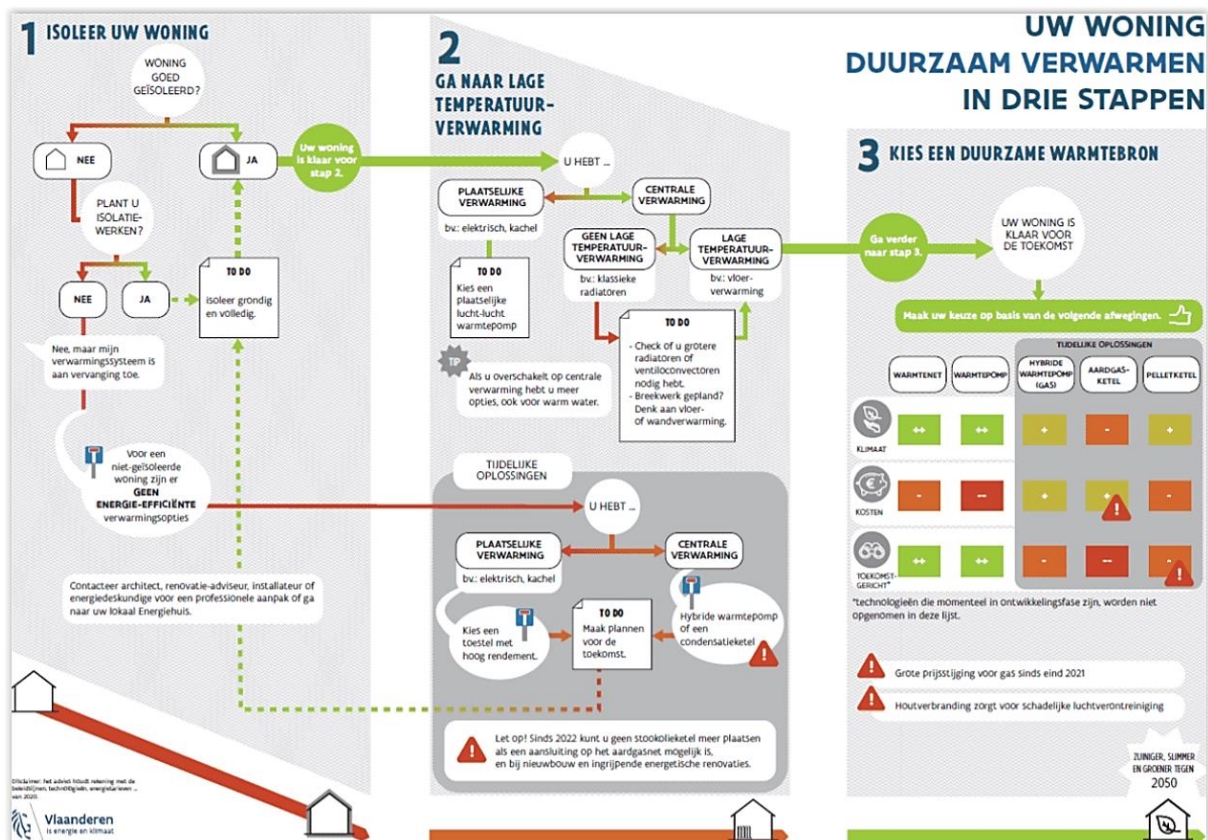 UW WONING
DUURZAAM VERWARMEN
IN DRIE STAPPEN
1 ISOLEER UW WONING
WONING
GOED
GEÏSOLEERD?
NEE
JA
Uw woning
is klaar voor
stap 2.
PLANT U
ISOLATIE-
WERKEN?
NEE
JA
TO DO
isoleer grondig
en volledig.
Nee, maar mijn
verwarmingssysteem is
aan vervanging toe.
Voor een
niet-geïsoleerde
woning zijn er
GEEN
ENERGIE-EFFICIËNTE
verwarmingsopties
Contacteer architect, renovatie-adviseur, installateur of
energiedeskundige voor een professionele aanpak of ga
naar uw lokaal Energiehuis.
Disclaimer: het advies houdt rekening met de
beleidslijnen, technologieën, energietarieven ...
van 2020.
Vlaanderen
is energie en klimaat
2
GA NAAR LAGE
TEMPERATUUR-
VERWARMING
U HEBT ...
PLAATSELIJKE
VERWARMING
bv.: elektrisch, kachel
CENTRALE
VERWARMING
GEEN LAGE
TEMPERATUUR-
VERWARMING
bv.: klassieke
radiatoren
LAGE
TEMPERATUUR-
VERWARMING
bv.: vloer-
verwarming
TO DO
Kies een
plaatselijke
lucht-lucht
warmtepomp
TIP
Als u overschakelt op centrale
verwarming hebt u meer
opties, ook voor warm water.
TO DO
- Check of u grotere
radiatoren of
ventiloconvectoren
nodig hebt.
- Breekwerk gepland?
Denk aan vloer-
of wandverwarming.
TIJDELIJKE
OPLOSSINGEN
U HEBT ...
PLAATSELIJKE
VERWARMING
bv.: elektrisch, kachel
CENTRALE
VERWARMING
Kies een
toestel met
hoog rendement.
TO DO
Maak plannen
voor de
toekomst.
Hybride warmtepomp
of een
condensatieketel
!
! Let op! Sinds 2022 kunt u geen stookolieketel meer plaatsen
als een aansluiting op het aardgasnet mogelijk is,
en bij nieuwbouw en ingrijpende energetische renovaties.
3 KIES EEN DUURZAME WARMTEBRON
Ga verder
naar stap 3.
UW WONING IS
KLAAR VOOR
DE TOEKOMST
Maak uw keuze op basis van de volgende afwegingen.
TIJDELIJKE OPLOSSINGEN
WARMTENET WARMTEPOMP HYBRIDE WARMTEPOMP (GAS) AARDGAS-KETEL PELLETKETEL
KLIMAAT ++ ++ + - +
KOSTEN - -- + + ! -
TOEKOMST-
GERICHT* ++ ++ - -- - !
*technologieën die momenteel in ontwikkelingsfase zijn, worden niet
opgenomen in deze lijst.
! Grote prijsstijging voor gas sinds eind 2021
! Houtverbranding zorgt voor schadelijke luchtverontreiniging
ZUINIGER, SLIMMER
EN GROENER TEGEN
2050